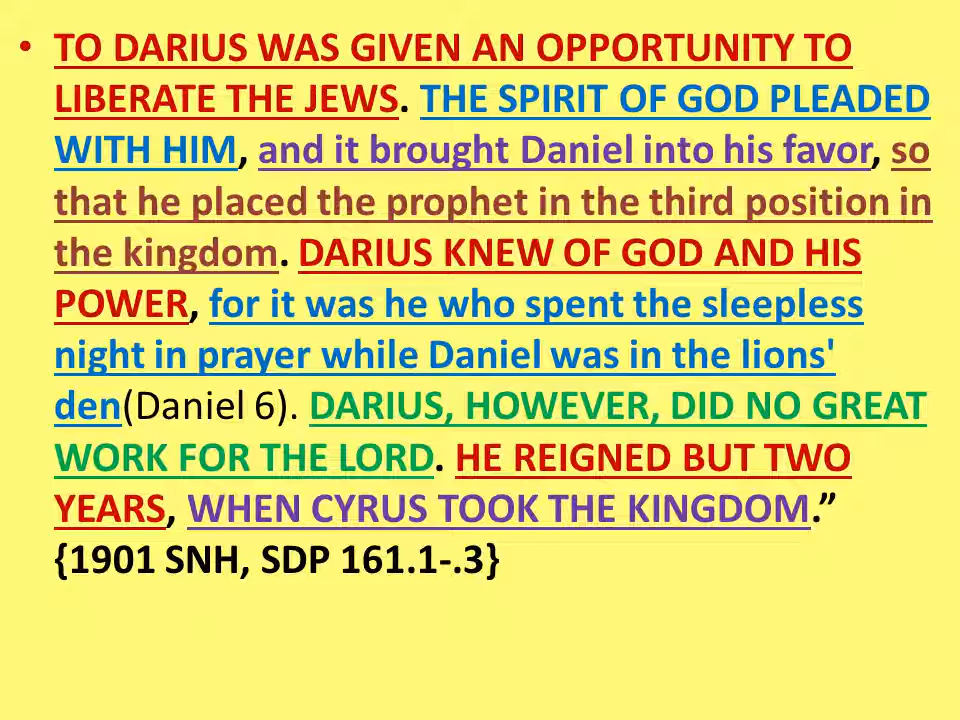 • TO DARIUS WAS GIVEN AN OPPORTUNITY TO
LIBERATE THE JEWS. THE SPIRIT OF GOD PLEADED
WITH HIM, and it brought Daniel into his favor, so
that he placed the prophet in the third position in
the kingdom. DARIUS KNEW OF GOD AND HIS
POWER, for it was he who spent the sleepless
night in prayer while Daniel was in the lions'
den(Daniel 6). DARIUS, HOWEVER, DID NO GREAT
WORK FOR THE LORD. HE REIGNED BUT TWO
YEARS, WHEN CYRUS TOOK THE KINGDOM.”
{1901 SNH, SDP 161.1-.3}